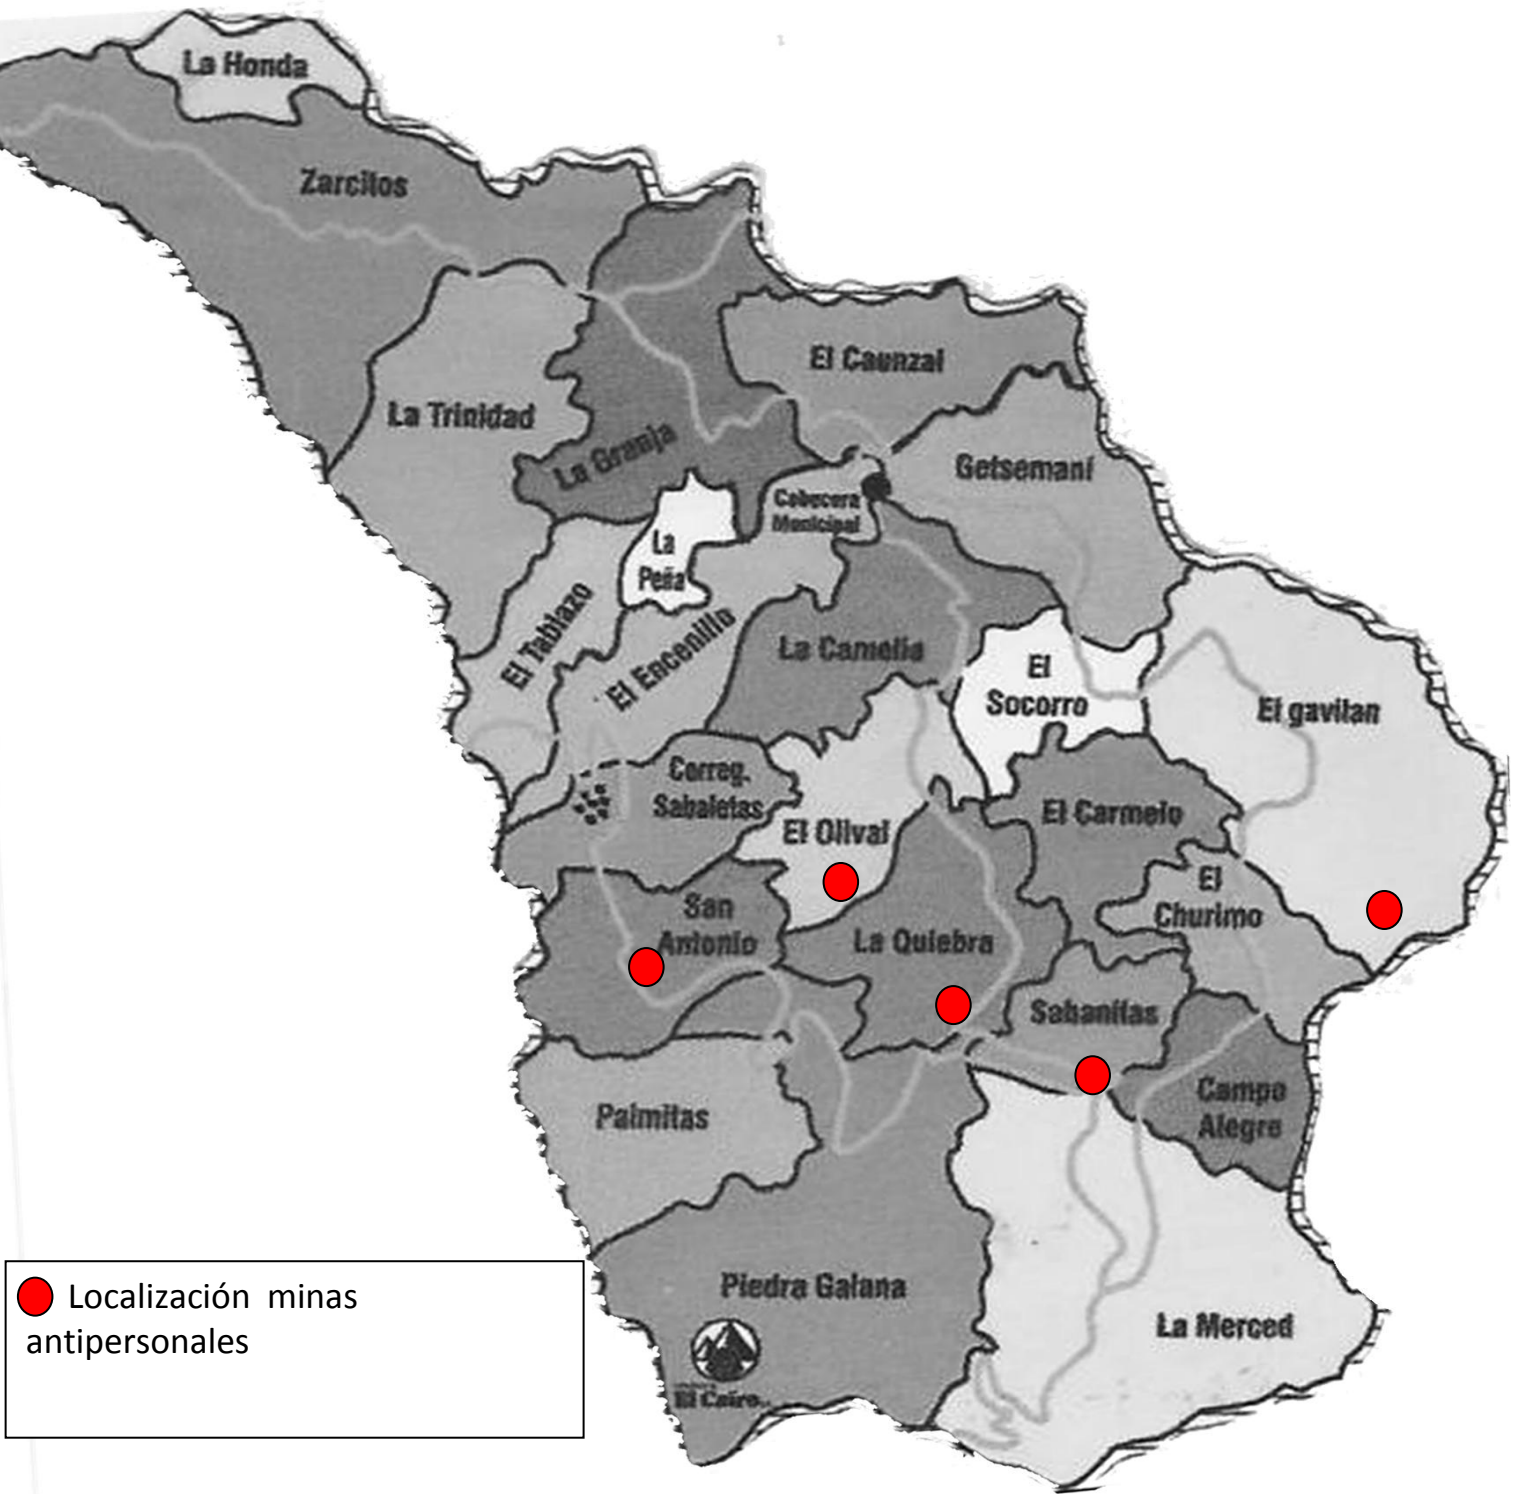 La Honda
Zarcitos
El Caunzal
La Trinidad
La Granja
Getsemaní
Cabecera
Municipal
La
Peña
El Tablazo
El Encenillo
La Camelia
El
Socorro
El gavilan
Correg.
Sabaletas
El Olival
El Carmelo
El
Churimo
San
Antonio
La Quiebra
Sabanitas
Campo
Alegre
Palmitas
Piedra Galana
La Merced
El Cairo
Localización minas
antipersonales